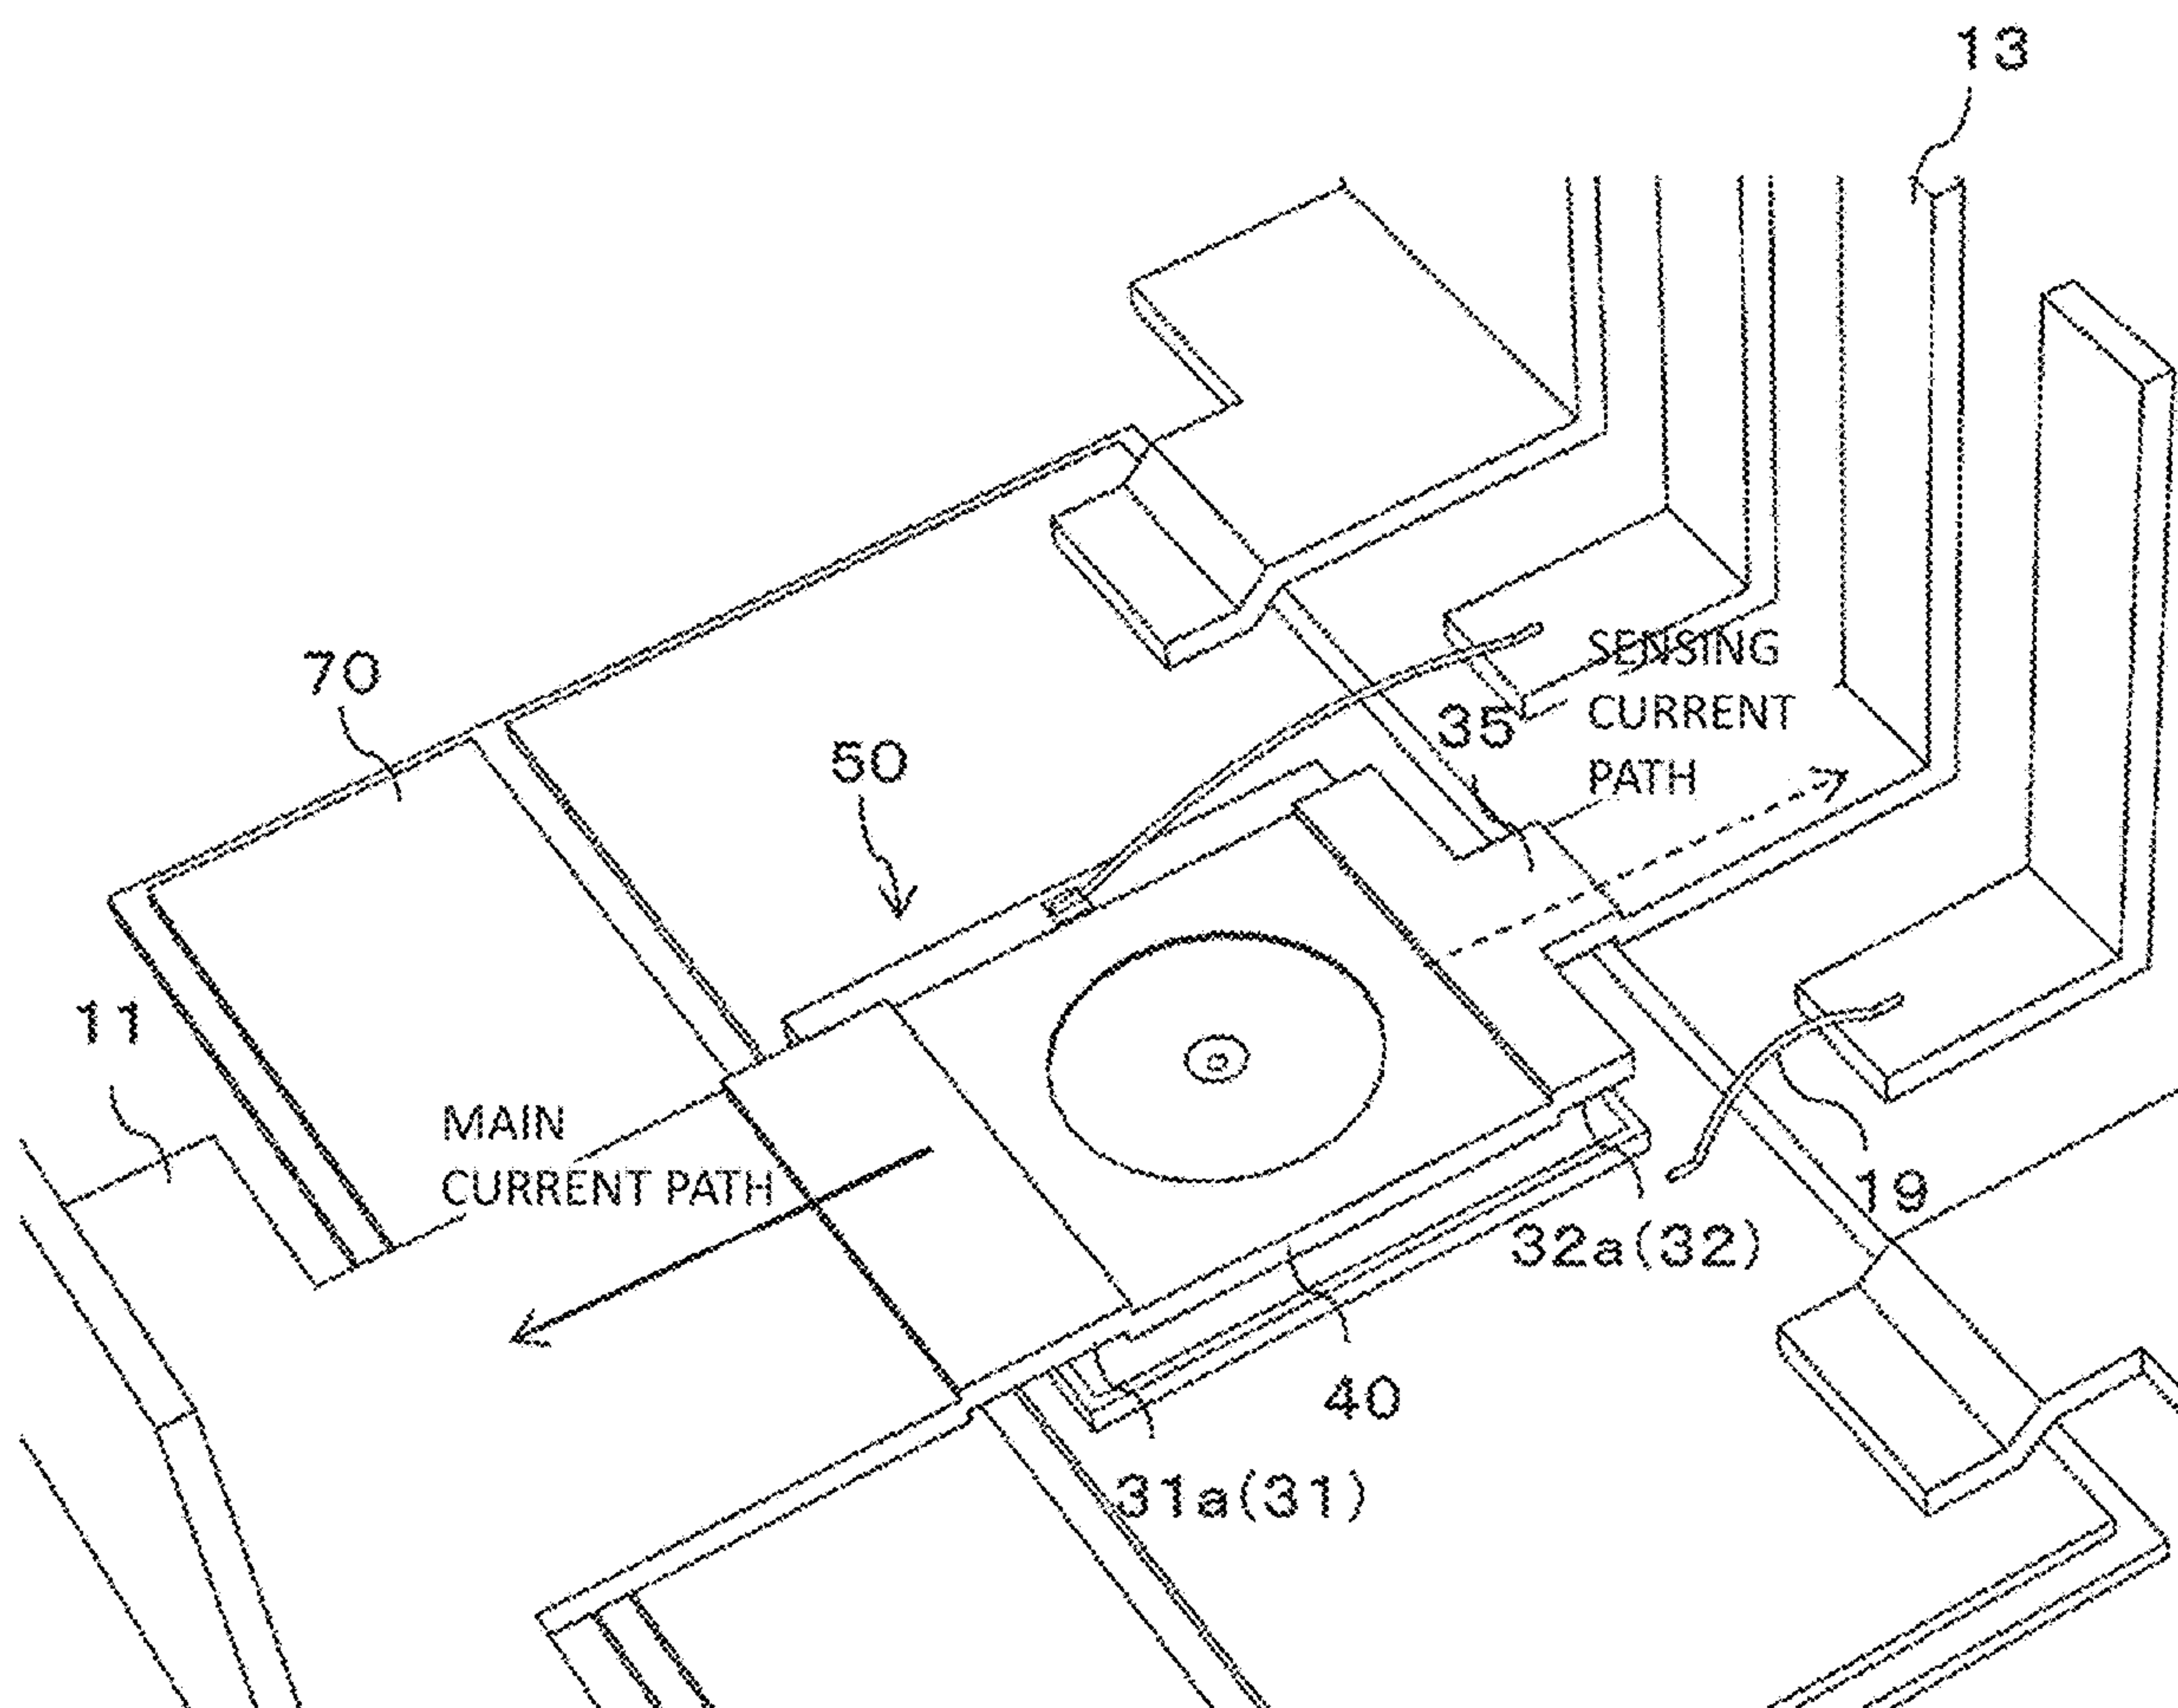 13
70
50
35
SENSING
CURRENT
PATH
11
MAIN
CURRENT PATH
19
32a(32)
40
31a(31)